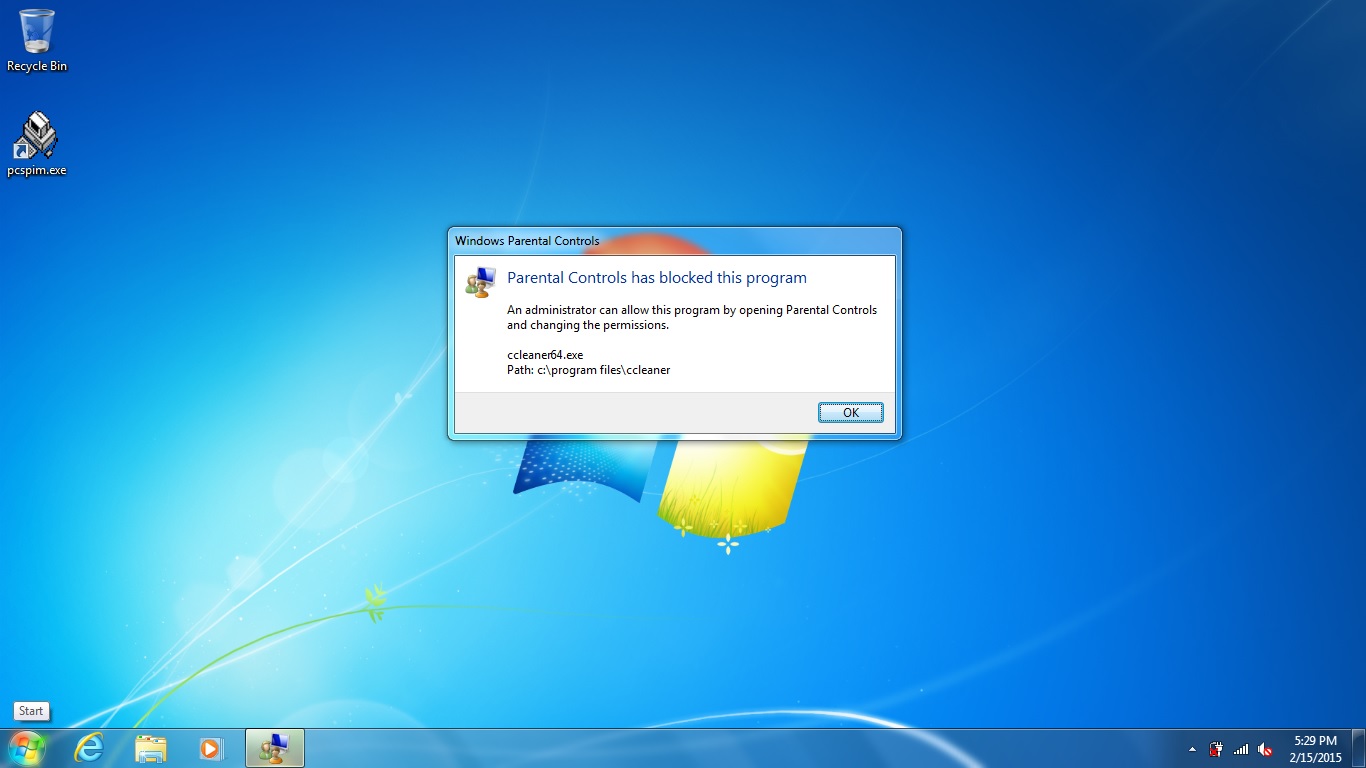 Recycle Bin
pcspim.exe
Windows Parental Controls
Parental Controls has blocked this program
An administrator can allow this program by opening Parental Controls
and changing the permissions.
ccleaner64.exe
Path: c:\program files\ccleaner
OK
Start
5:29 PM
2/15/2015